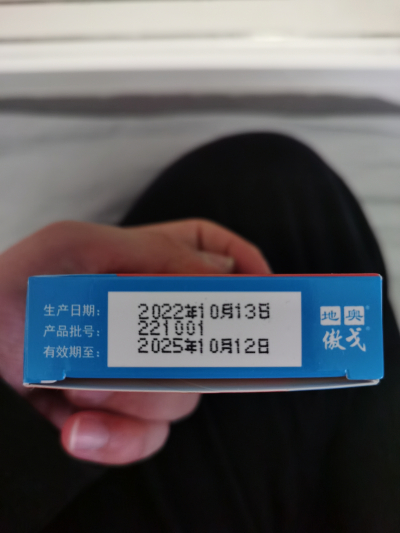 生产日期： 2022年10月13日
产品批号： 221001
有效期至： 2025年10月12日
地奥®
傲戈®